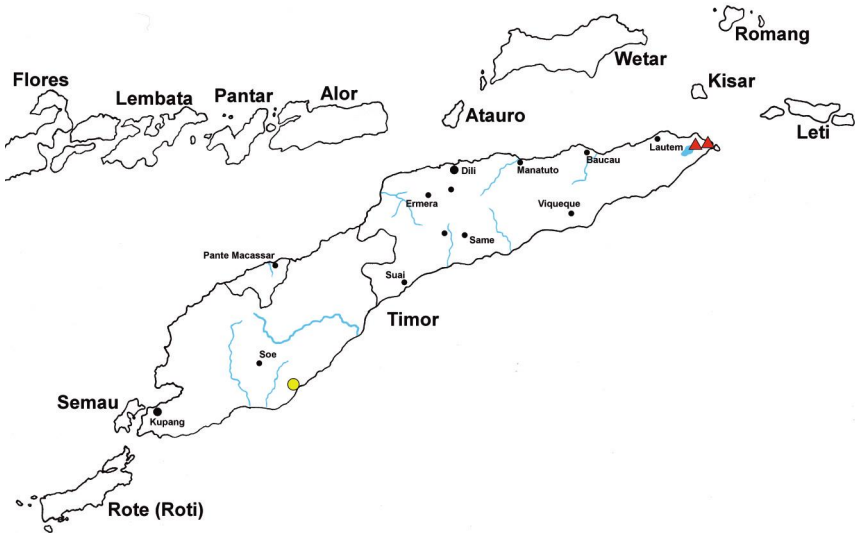 Romang
Wetar
Flores
Kisar
Lembata
Pantar
Alor
Atauro
Leti
Lautem
Baucau
Dili
Manatuto
Ermera
Viqueque
Same
Pante Macassar
Suai
Timor
Soe
Semau
Kupang
Rote (Roti)